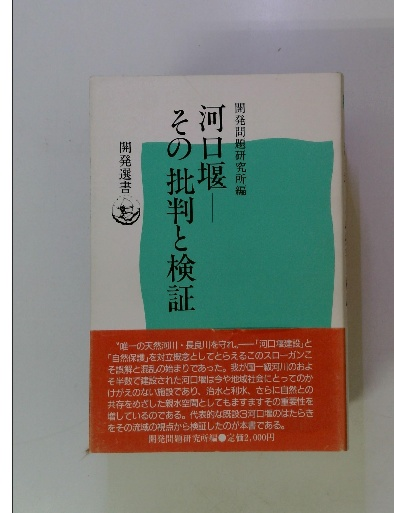 開発問題研究所編
河口堰―
その批判と検証
開発選書
"唯一の天然河川・長良川を守れ、――「河口堰建設」と
「自然保護」を対立概念としてとらえるこのスローガンこ
そ誤解と混乱の始まりであった。我が国一級河川のおよ
そ半数で建設された河口堰は今や地域社会にとってのか
けがえのない施設であり、治水と利水、さらに自然との
共存をめざした親水空間としてもますますその重要性を
増しているのである。代表的な既設3河口堰のはたらき
をその流域の視点から検証したのが本書である。
開発問題研究所編●定価2,000円